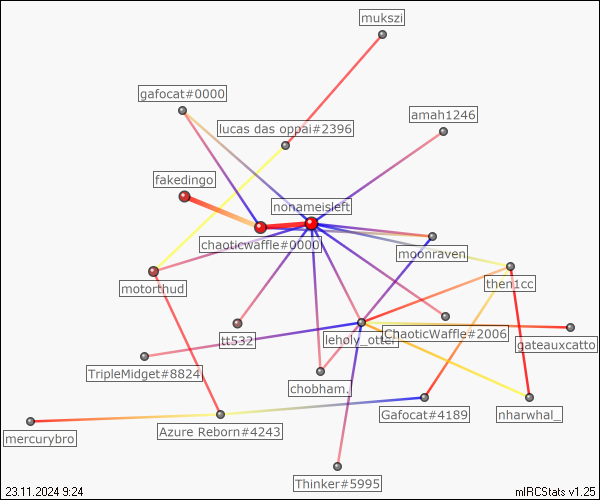 mukszi
gafocat#0000
amah1246
lucas das oppai#2396
fakedingo
nonameisleft
chaoticwaffle#0000
moonraven
then1cc
motorthud
tt532
leholy_otter
ChaoticWaffle#2006
gateauxcatto
TripleMidget#8824
chobham.
Gafocat#4189
nharwhal_
mercurybro
Azure Reborn#4243
Thinker#5995
23.11.2024 9:24
mIRCStats v1.25